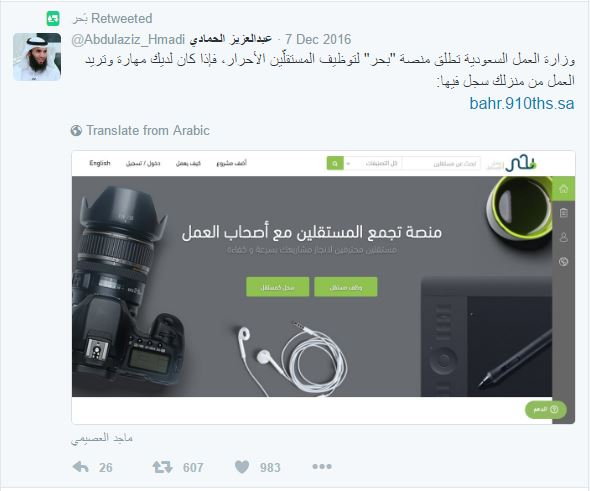 بّحر Retweeted
عبدالعزيز الحمادي @Abdulaziz_Hmadi · 7 Dec 2016
وزارة العمل السعودية تطلق منصة "بحر" لتوظيف المستقلّين الأحرار، فإذا كان لديك مهارة وتريد
العمل من منزلك سجل فيها:
bahr.910ths.sa
Translate from Arabic
بحر
ابحث عن مستقلين
كل التصنيفات
أضف مشروع
كيف يعمل
دخول / تسجيل
English
منصة تجمع المستقلين مع أصحاب العمل
مستقلين محترفين لانجاز مشاريعك بسرعة و كفاءة
وظف مستقل
سجل كمستقل
الدعم
ماجد العصيمي
26 607 983